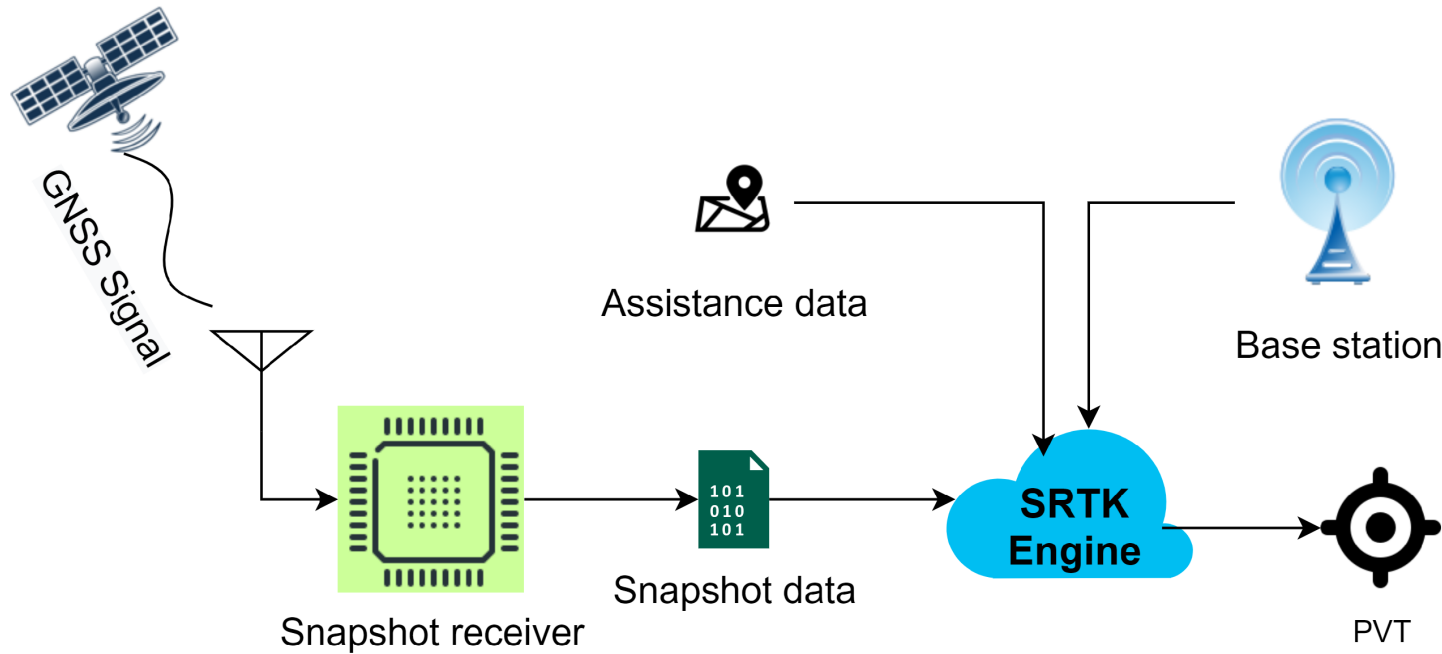 GNSS Signal
Assistance data
Base station
101
010
101
SRTK
Engine
Snapshot data
Snapshot receiver
PVT